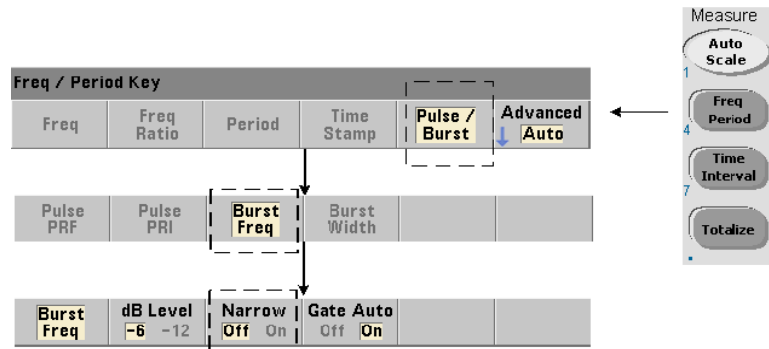 Measure
Auto
Scale
1
Freq
Period
4
Time
Interval
7
Totalize
.
Freq / Period Key
Freq
Freq
Ratio
Period
Time
Stamp
Pulse /
Burst
Advanced
Auto
Pulse
PRF
Pulse
PRI
Burst
Freq
Burst
Width
Burst
Freq
dB Level
-6 -12
Narrow
Off On
Gate Auto
Off On